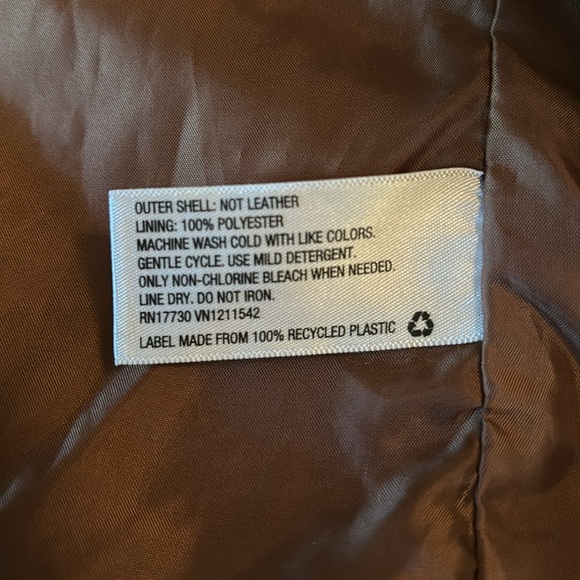 OUTER SHELL: NOT LEATHER
LINING: 100% POLYESTER
MACHINE WASH COLD WITH LIKE COLORS.
GENTLE CYCLE. USE MILD DETERGENT.
ONLY NON-CHLORINE BLEACH WHEN NEEDED.
LINE DRY. DO NOT IRON.
RN17730 VN1211542
LABEL MADE FROM 100% RECYCLED PLASTIC